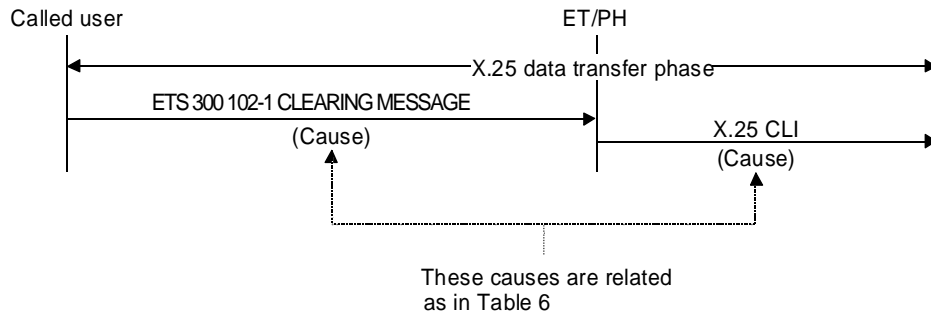 Called user
ET/PH
X.25 data transfer phase
ETS 300 102-1 CLEARING MESSAGE
(Cause)
X.25 CLI
(Cause)
These causes are related
as in Table 6